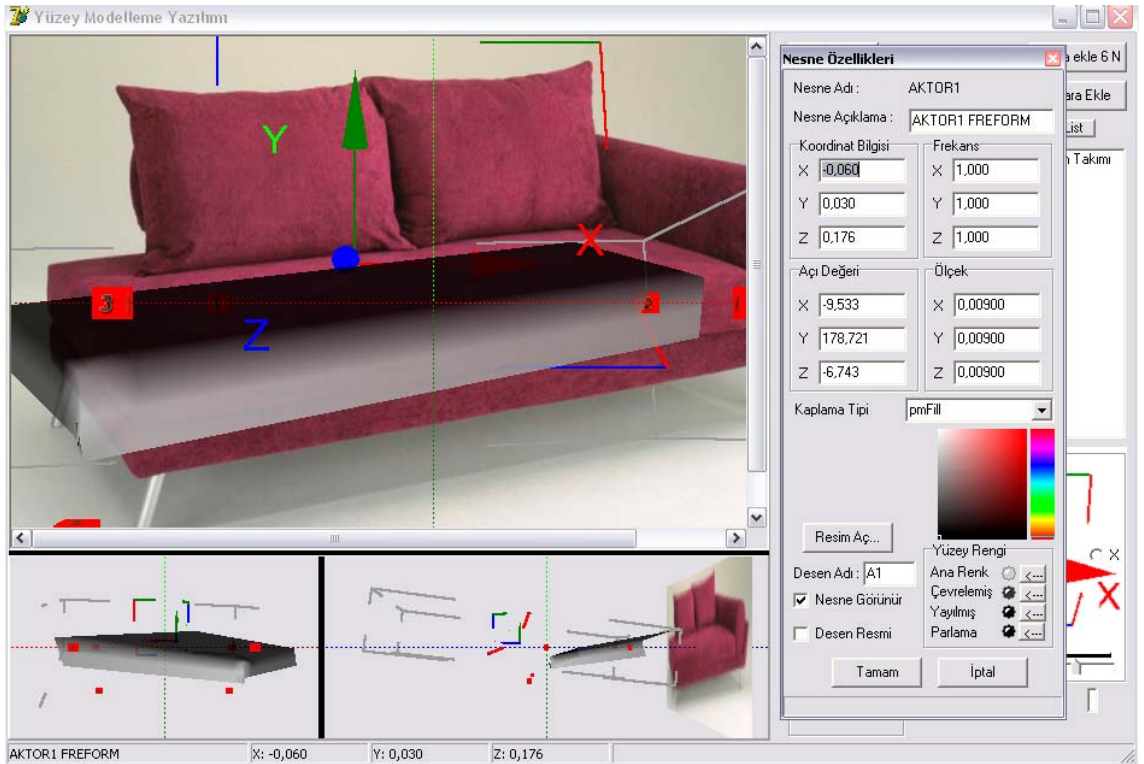 Yüzey Modelleme Yazılımı
Nesne Özellikleri
Nesne Adı : AKTOR1
Nesne Açıklama : AKTOR1 FREFORM
Koordinat Bilgisi Frekans
X -0,060 X 1,000
Y 0,030 Y 1,000
Z 0,176 Z 1,000
Açı Değeri Ölçek
X -9,533 X 0,00900
Y 178,721 Y 0,00900
Z -6,743 Z 0,00900
Kaplama Tipi pmFill
Resim Aç...
Yüzey Rengi
Desen Adı : A1 Ana Renk <---
Nesne Görünür Çevrelemiş <---
Yayılmış <---
Desen Resmi Parlama <---
Tamam İptal
ekle 6 N
Ekle
List
Takımı
X
X
Y
X
Z
3
2
AKTOR1 FREFORM X: -0,060 Y: 0,030 Z: 0,176